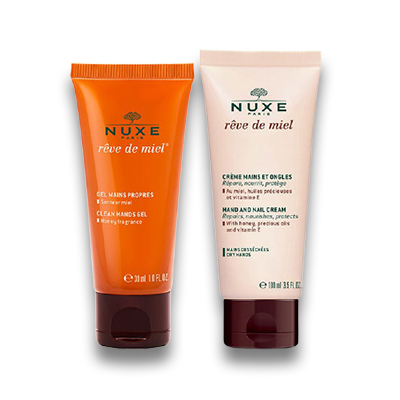 NUXE
PARIS
rêve de miel®
GEL MAINS PROPRES
Senteur miel
CLEAN HANDS GEL
Honey fragrance
℮ 30 ml 1.0 FL.OZ.
NUXE
PARIS
rêve de miel
CRÈME MAINS ET ONGLES
Répare, nourrit, protège
Au miel, huiles précieuses
et vitamine E
HAND AND NAIL CREAM
Repairs, nourishes, protects
With honey, precious oils
and vitamin E
MAINS DESSÉCHÉES
DRY HANDS
℮ 100 ml 3.5 FL.OZ.